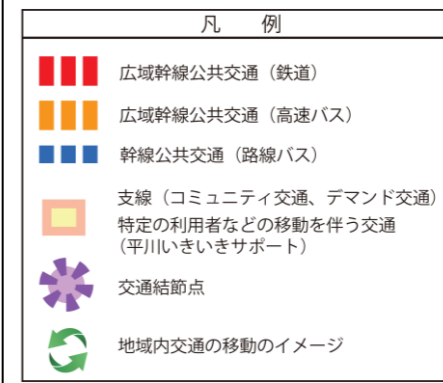 凡　例
広域幹線公共交通（鉄道）
広域幹線公共交通（高速バス）
幹線公共交通（路線バス）
支線（コミュニティ交通、デマンド交通）
特定の利用者などの移動を伴う交通
（平川いきいきサポート）
交通結節点
地域内交通の移動のイメージ